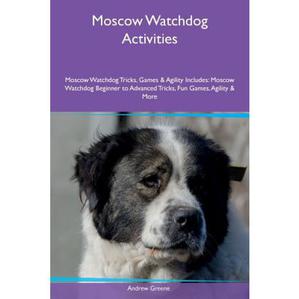 Moscow Watchdog
Activities
Moscow Watchdog Tricks, Games & Agility Includes: Moscow
Watchdog Beginner to Advanced Tricks, Fun Games, Agility &
More
Andrew Greene